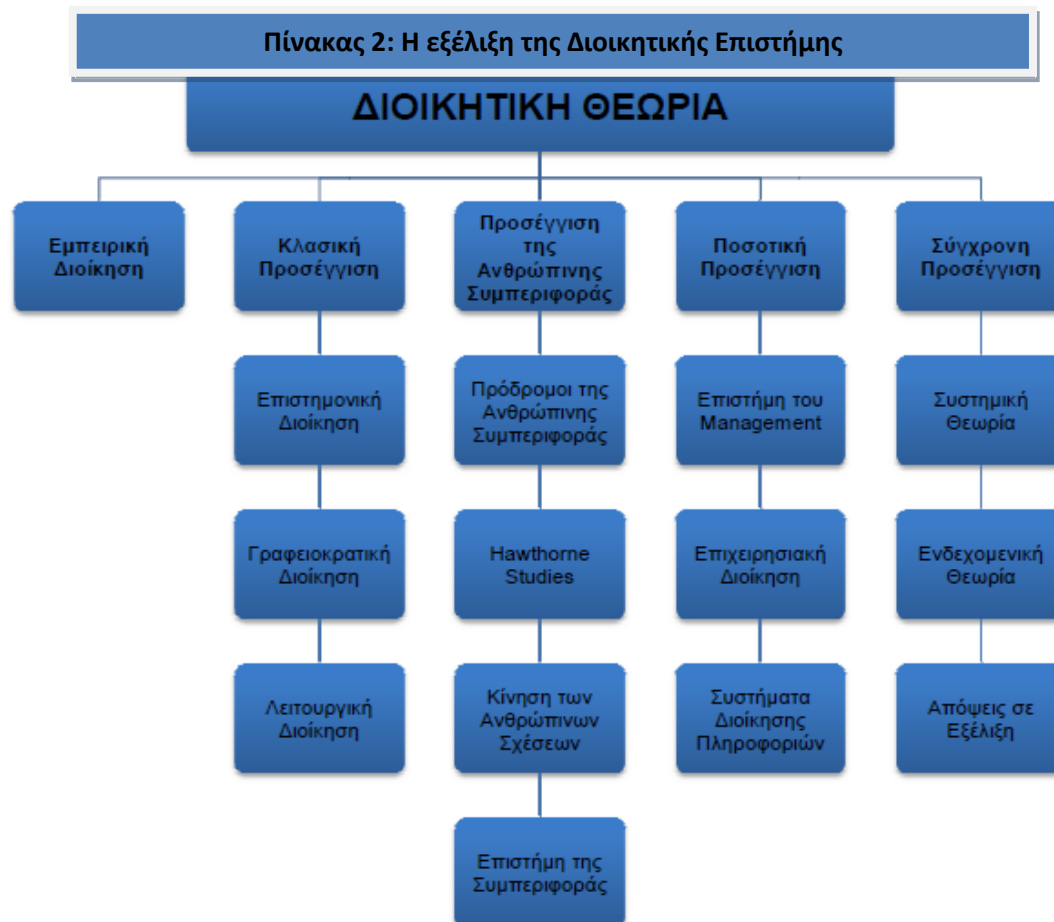 Πίνακας 2: Η εξέλιξη της Διοικητικής Επιστήμης
ΔΙΟΙΚΗΤΙΚΗ ΘΕΩΡΙΑ
Εμπειρική
Διοίκηση
Κλασική
Προσέγγιση
Προσέγγιση
της
Ανθρώπινης
Συμπεριφοράς
Ποσοτική
Προσέγγιση
Σύγχρονη
Προσέγγιση
Επιστημονική
Διοίκηση
Πρόδρομοι της
Ανθρώπινης
Συμπεριφοράς
Επιστήμη του
Management
Συστημική
Θεωρία
Γραφειοκρατική
Διοίκηση
Hawthorne
Studies
Επιχειρησιακή
Διοίκηση
Ενδεχομενική
Θεωρία
Λειτουργική
Διοίκηση
Κίνηση των
Ανθρώπινων
Σχέσεων
Συστήματα
Διοίκησης
Πληροφοριών
Απόψεις σε
Εξέλιξη
Επιστήμη της
Συμπεριφοράς